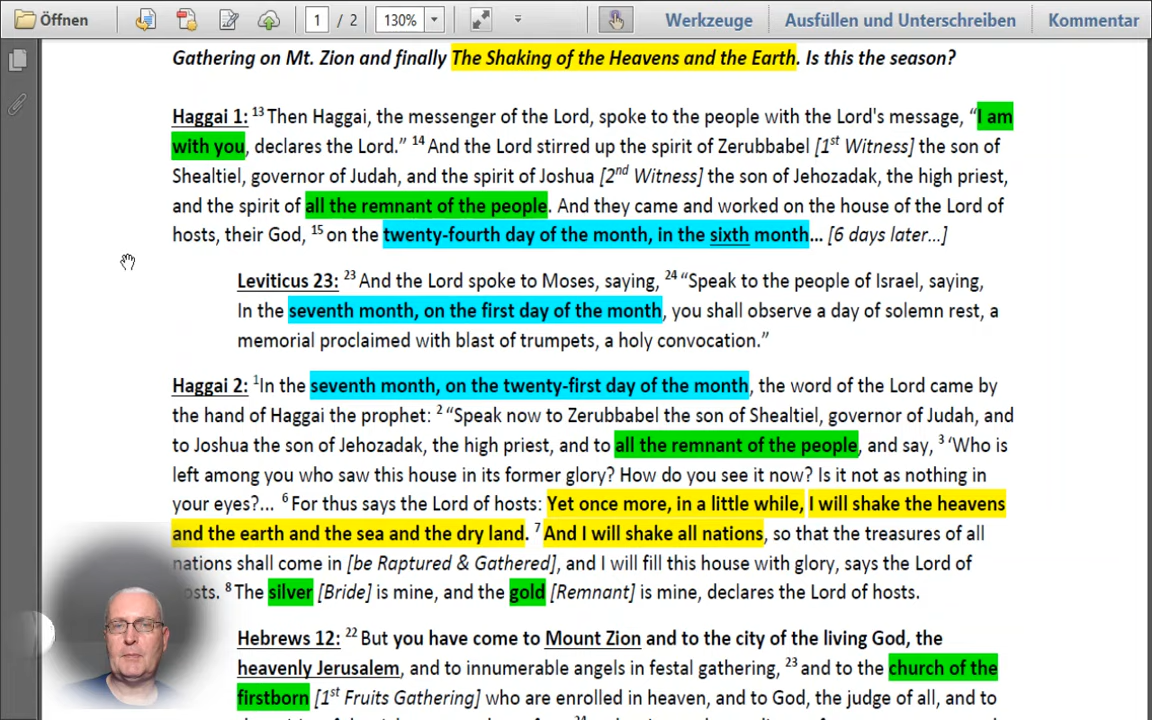 Öffnen 1 / 2 130% Werkzeuge Ausfüllen und Unterschreiben Kommentar
Gathering on Mt. Zion and finally The Shaking of the Heavens and the Earth. Is this the season?
Haggai 1: 13 Then Haggai, the messenger of the Lord, spoke to the people with the Lord's message, “I am
with you, declares the Lord.” 14 And the Lord stirred up the spirit of Zerubbabel [1st Witness] the son of
Shealtiel, governor of Judah, and the spirit of Joshua [2nd Witness] the son of Jehozadak, the high priest,
and the spirit of all the remnant of the people. And they came and worked on the house of the Lord of
hosts, their God, 15 on the twenty-fourth day of the month, in the sixth month... [6 days later...]
Leviticus 23: 23 And the Lord spoke to Moses, saying, 24 “Speak to the people of Israel, saying,
In the seventh month, on the first day of the month, you shall observe a day of solemn rest, a
memorial proclaimed with blast of trumpets, a holy convocation.”
Haggai 2: 1 In the seventh month, on the twenty-first day of the month, the word of the Lord came by
the hand of Haggai the prophet: 2 “Speak now to Zerubbabel the son of Shealtiel, governor of Judah, and
to Joshua the son of Jehozadak, the high priest, and to all the remnant of the people, and say, 3 ‘Who is
left among you who saw this house in its former glory? How do you see it now? Is it not as nothing in
your eyes?... 6 For thus says the Lord of hosts: Yet once more, in a little while, I will shake the heavens
and the earth and the sea and the dry land. 7 And I will shake all nations, so that the treasures of all
nations shall come in [be Raptured & Gathered], and I will fill this house with glory, says the Lord of
hosts. 8 The silver [Bride] is mine, and the gold [Remnant] is mine, declares the Lord of hosts.
Hebrews 12: 22 But you have come to Mount Zion and to the city of the living God, the
heavenly Jerusalem, and to innumerable angels in festal gathering, 23 and to the church of the
firstborn [1st Fruits Gathering] who are enrolled in heaven, and to God, the judge of all, and to